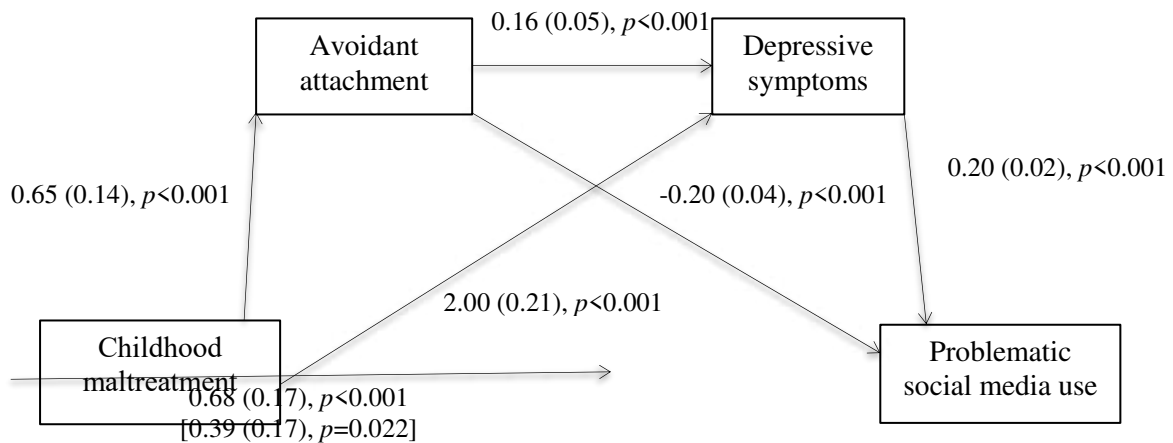 0.16 (0.05), p<0.001
Avoidant
attachment
Depressive
symptoms
0.65 (0.14), p<0.001
-0.20 (0.04), p<0.001
0.20 (0.02), p<0.001
2.00 (0.21), p<0.001
Childhood
maltreatment
0.68 (0.17), p<0.001
[0.39 (0.17), p=0.022]
Problematic
social media use